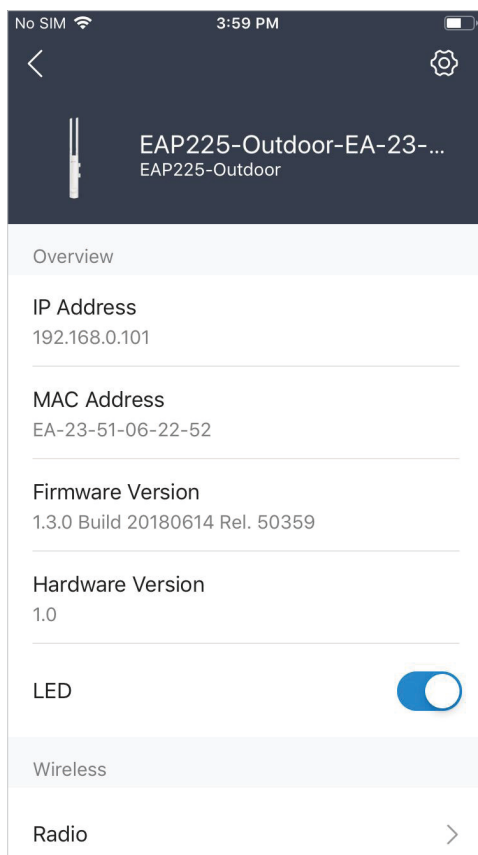 No SIM 3:59 PM
EAP225-Outdoor-EA-23-...
EAP225-Outdoor
Overview
IP Address
192.168.0.101
MAC Address
EA-23-51-06-22-52
Firmware Version
1.3.0 Build 20180614 Rel. 50359
Hardware Version
1.0
LED
Wireless
Radio